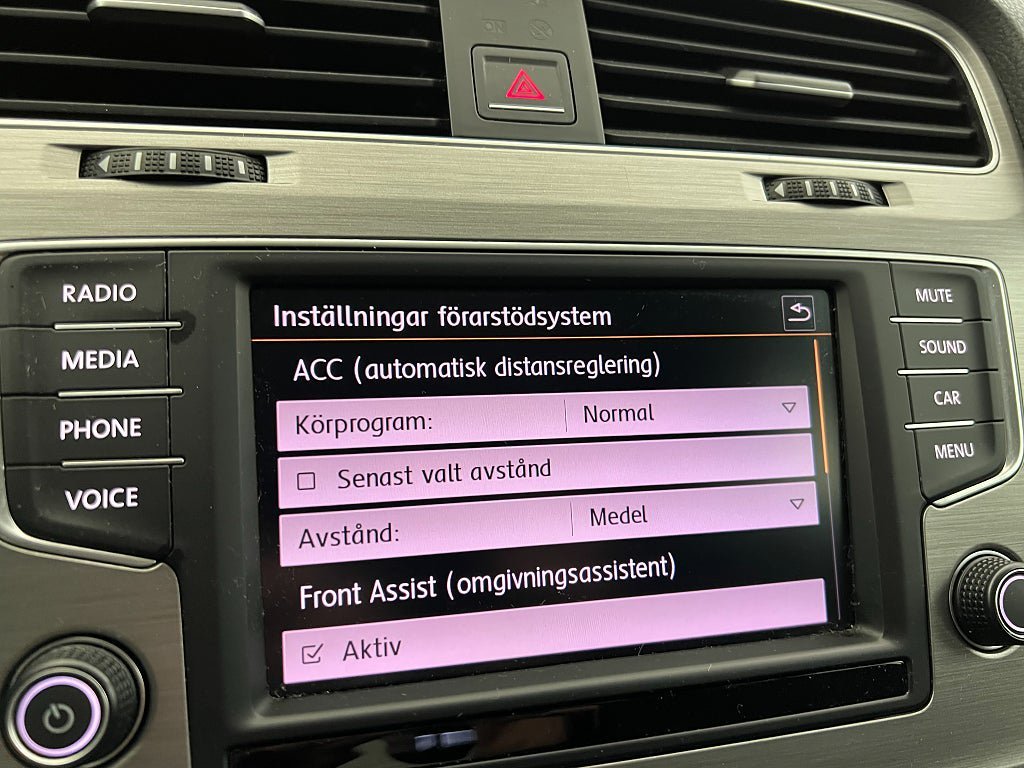 ON
RADIO
MEDIA
PHONE
VOICE
Inställningar förarstödsystem
ACC (automatisk distansreglering)
Körprogram: Normal
Senast valt avstånd
Avstånd: Medel
Front Assist (omgivningsassistent)
Aktiv
MUTE
SOUND
CAR
MENU